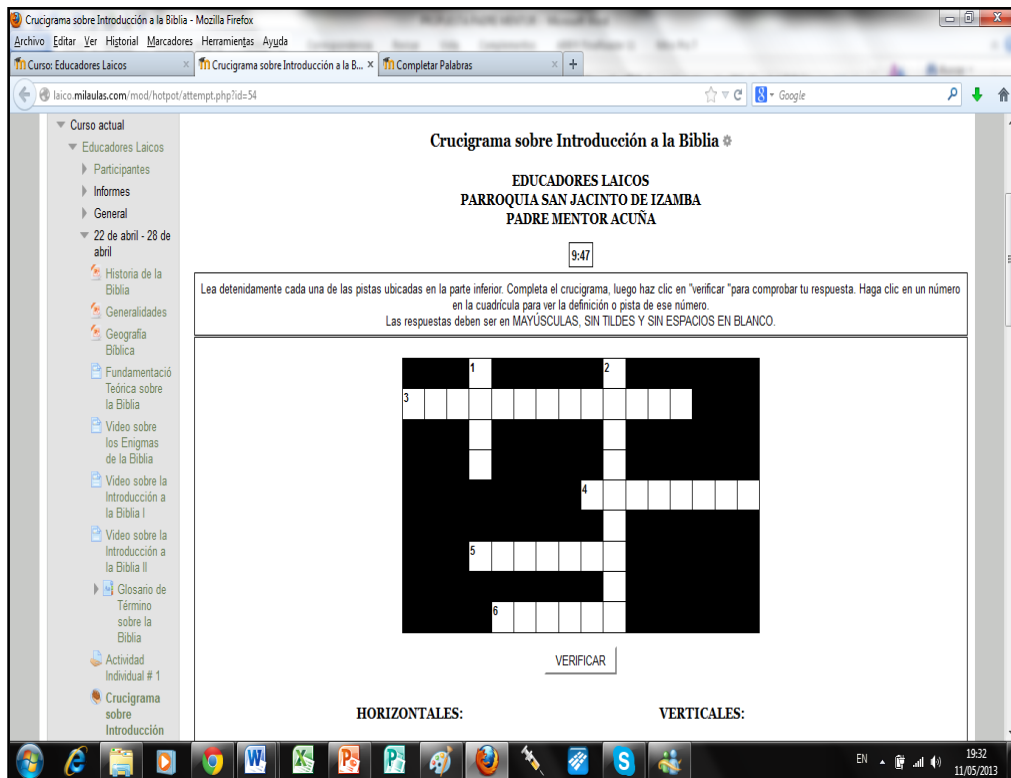 Crucigrama sobre Introducción a la Biblia - Mozilla Firefox
Archivo Editar Ver Historial Marcadores Herramientas Ayuda
Curso: Educadores Laicos × Crucigrama sobre Introducción a la B... × Completar Palabras × +
laico.milaulas.com/mod/hotpot/attempt.php?id=54 Google
Curso actual
Educadores Laicos
Participantes
Informes
General
22 de abril - 28 de
abril
Historia de la
Biblia
Generalidades
Geografía
Bíblica
Fundamentació
Teórica sobre
la Biblia
Video sobre
los Enigmas
de la Biblia
Video sobre la
Introducción a
la Biblia I
Video sobre la
Introducción a
la Biblia II
Glosario de
Término
sobre la
Biblia
Actividad
Individual # 1
Crucigrama
sobre
Introducción
Crucigrama sobre Introducción a la Biblia
EDUCADORES LAICOS
PARROQUIA SAN JACINTO DE IZAMBA
PADRE MENTOR ACUÑA
9:47
Lea detenidamente cada una de las pistas ubicadas en la parte inferior. Completa el crucigrama, luego haz clic en "verificar "para comprobar tu respuesta. Haga clic en un número
en la cuadrícula para ver la definición o pista de ese número.
Las respuestas deben ser en MAYÚSCULAS, SIN TILDES Y SIN ESPACIOS EN BLANCO.
1 2
3
4
5
6
VERIFICAR
HORIZONTALES: VERTICALES:
EN 19:32
11/05/2013